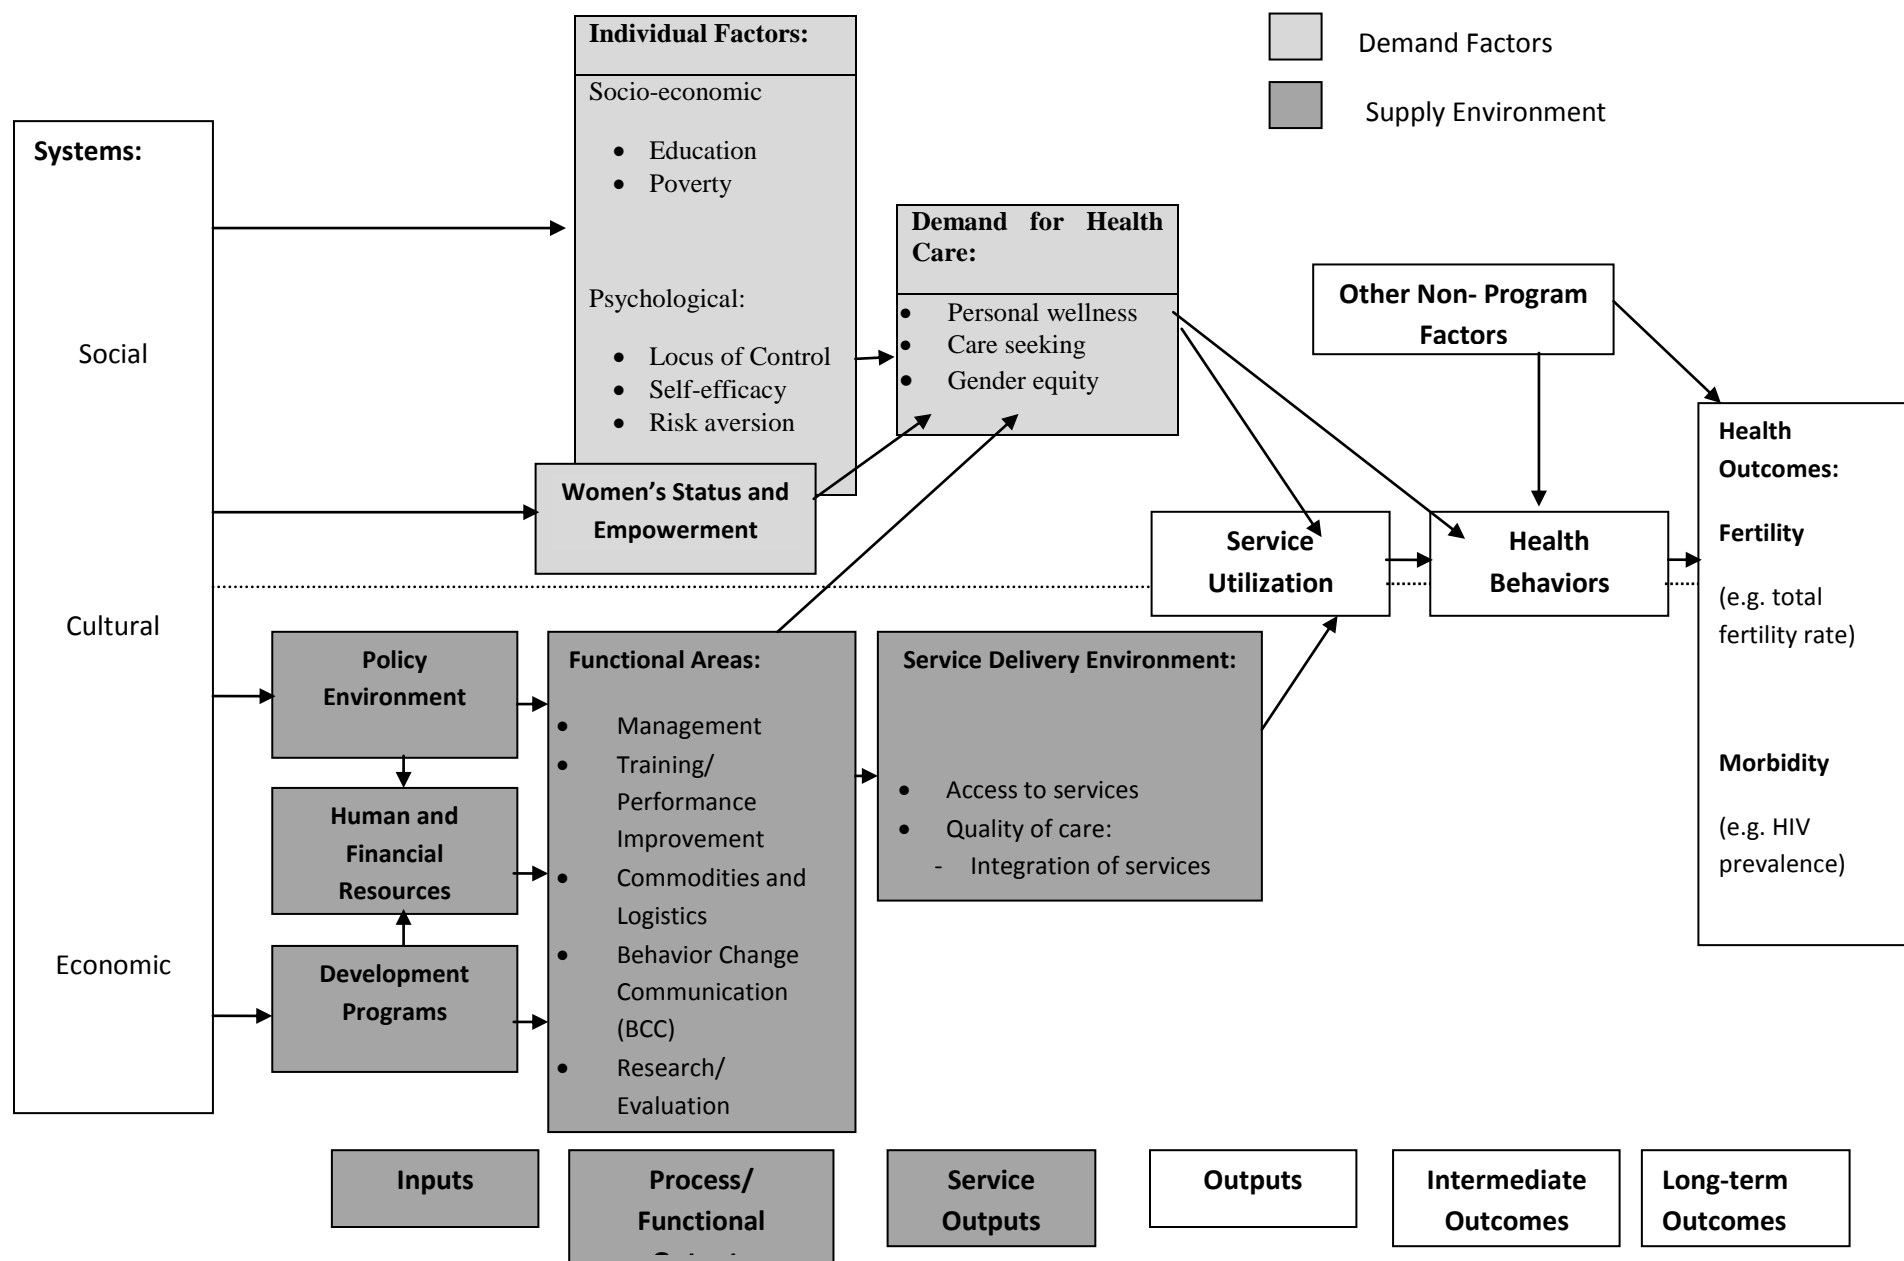 Individual Factors:
Socio-economic
• Education
• Poverty
Psychological:
• Locus of Control
• Self-efficacy
• Risk aversion
Demand Factors
Supply Environment
Systems:
Social
Cultural
Economic
Demand for Health
Care:
• Personal wellness
• Care seeking
• Gender equity
Other Non- Program
Factors
Women’s Status and
Empowerment
Service
Utilization
Health
Behaviors
Health
Outcomes:
Fertility
(e.g. total
fertility rate)
Morbidity
(e.g. HIV
prevalence)
Policy
Environment
Human and
Financial
Resources
Development
Programs
Functional Areas:
• Management
• Training/
Performance
Improvement
• Commodities and
Logistics
• Behavior Change
Communication
(BCC)
• Research/
Evaluation
Service Delivery Environment:
• Access to services
• Quality of care:
- Integration of services
Inputs
Process/
Functional
Service
Outputs
Outputs
Intermediate
Outcomes
Long-term
Outcomes